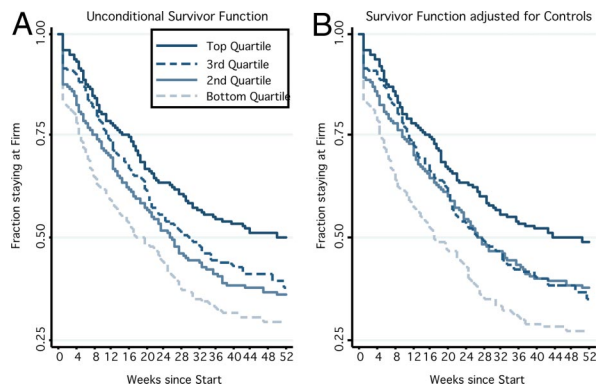 A
Unconditional Survivor Function
Top Quartile
3rd Quartile
2nd Quartile
Bottom Quartile
Fraction staying at Firm
1.00
0.75
0.50
0.25
0 4 8 12 16 20 24 28 32 36 40 44 48 52
Weeks since Start
B
Survivor Function adjusted for Controls
Fraction staying at Firm
1.00
0.75
0.50
0.25
0 4 8 12 16 20 24 28 32 36 40 44 48 52
Weeks since Start